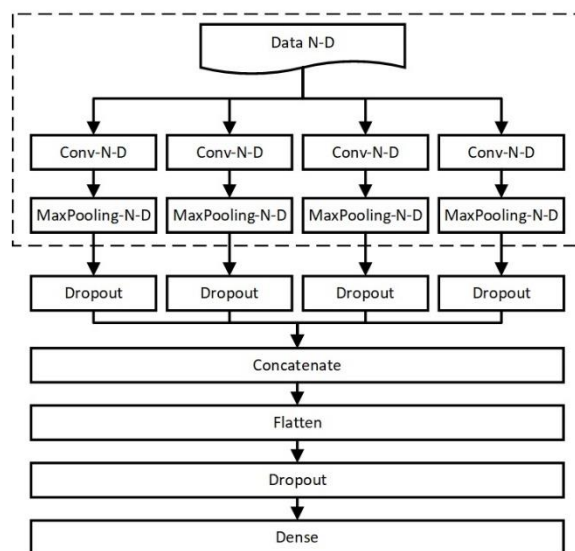 Data N-D
Conv-N-D Conv-N-D Conv-N-D Conv-N-D
MaxPooling-N-D MaxPooling-N-D MaxPooling-N-D MaxPooling-N-D
Dropout Dropout Dropout Dropout
Concatenate
Flatten
Dropout
Dense